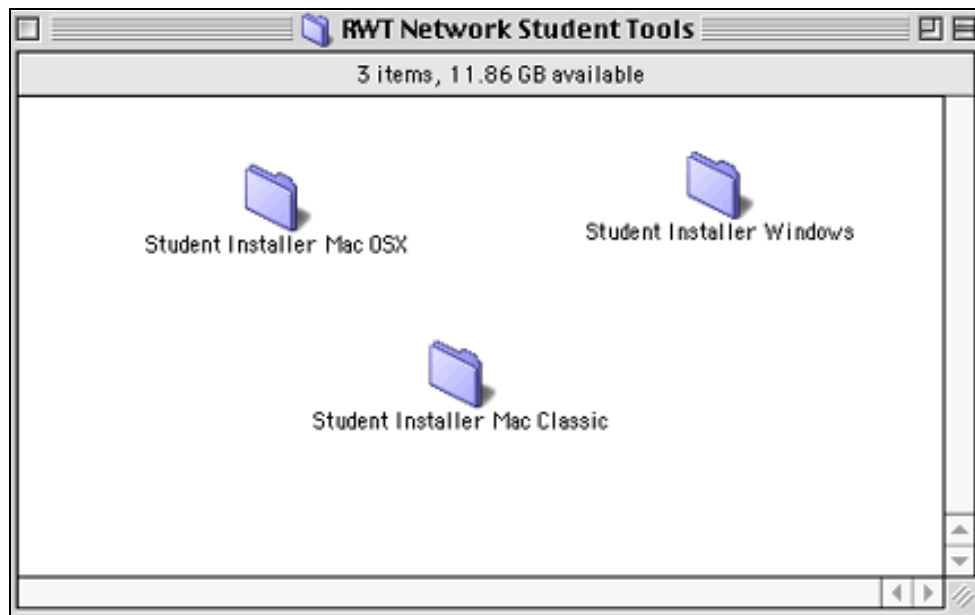 RWT Network Student Tools
3 items, 11.86 GB available
Student Installer Mac OSX
Student Installer Windows
Student Installer Mac Classic